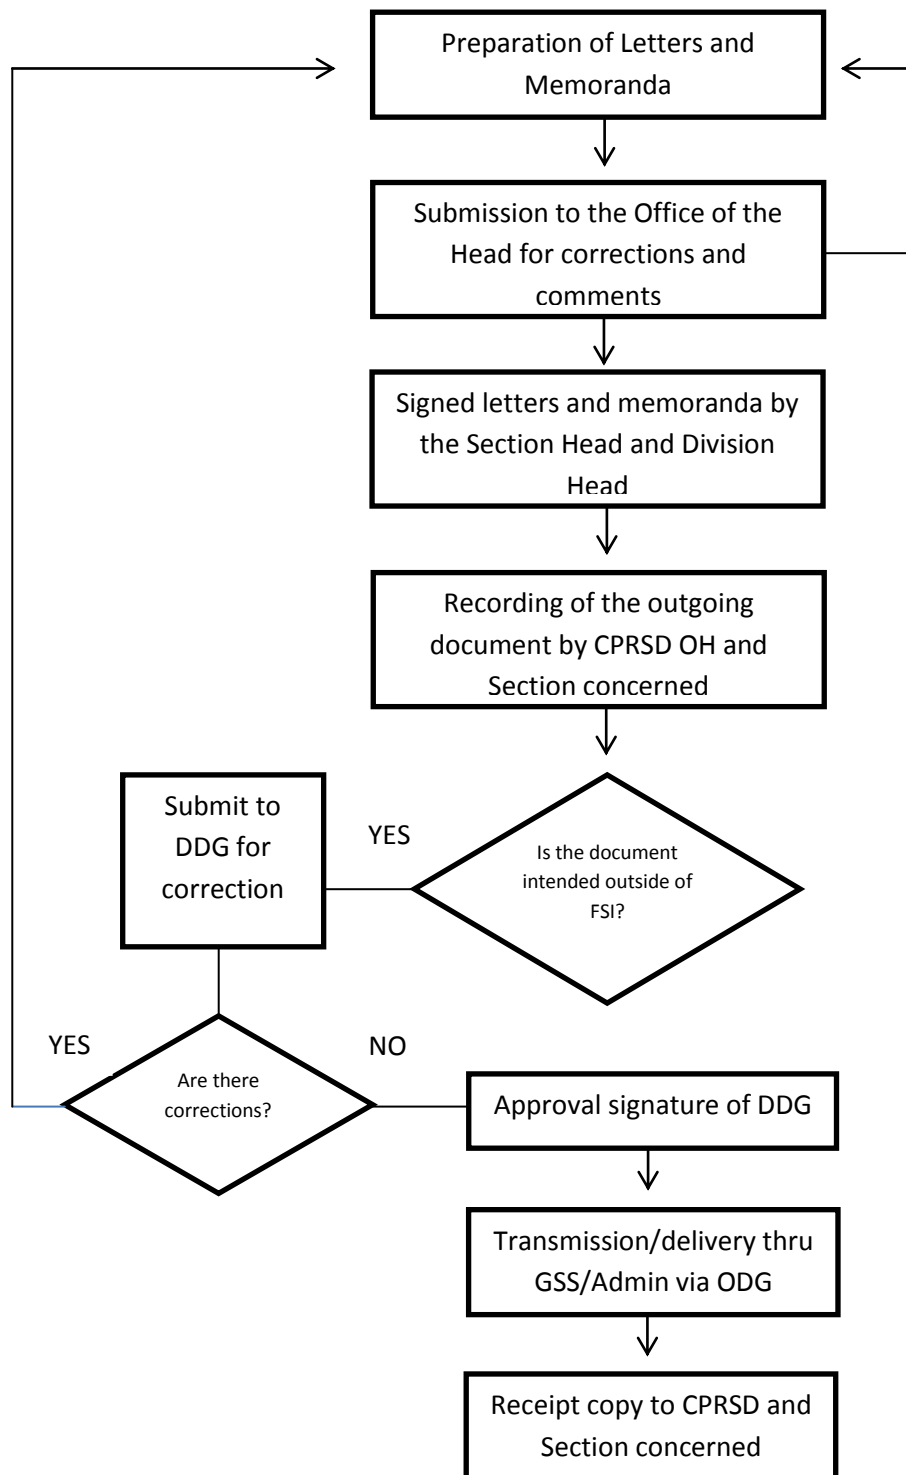 Preparation of Letters and
Memoranda
Submission to the Office of the
Head for corrections and
comments
Signed letters and memoranda by
the Section Head and Division
Head
Recording of the outgoing
document by CPRSD OH and
Section concerned
Submit to
DDG for
correction
YES
Is the document
intended outside of
FSI?
YES
NO
Are there
corrections?
Approval signature of DDG
Transmission/delivery thru
GSS/Admin via ODG
Receipt copy to CPRSD and
Section concerned